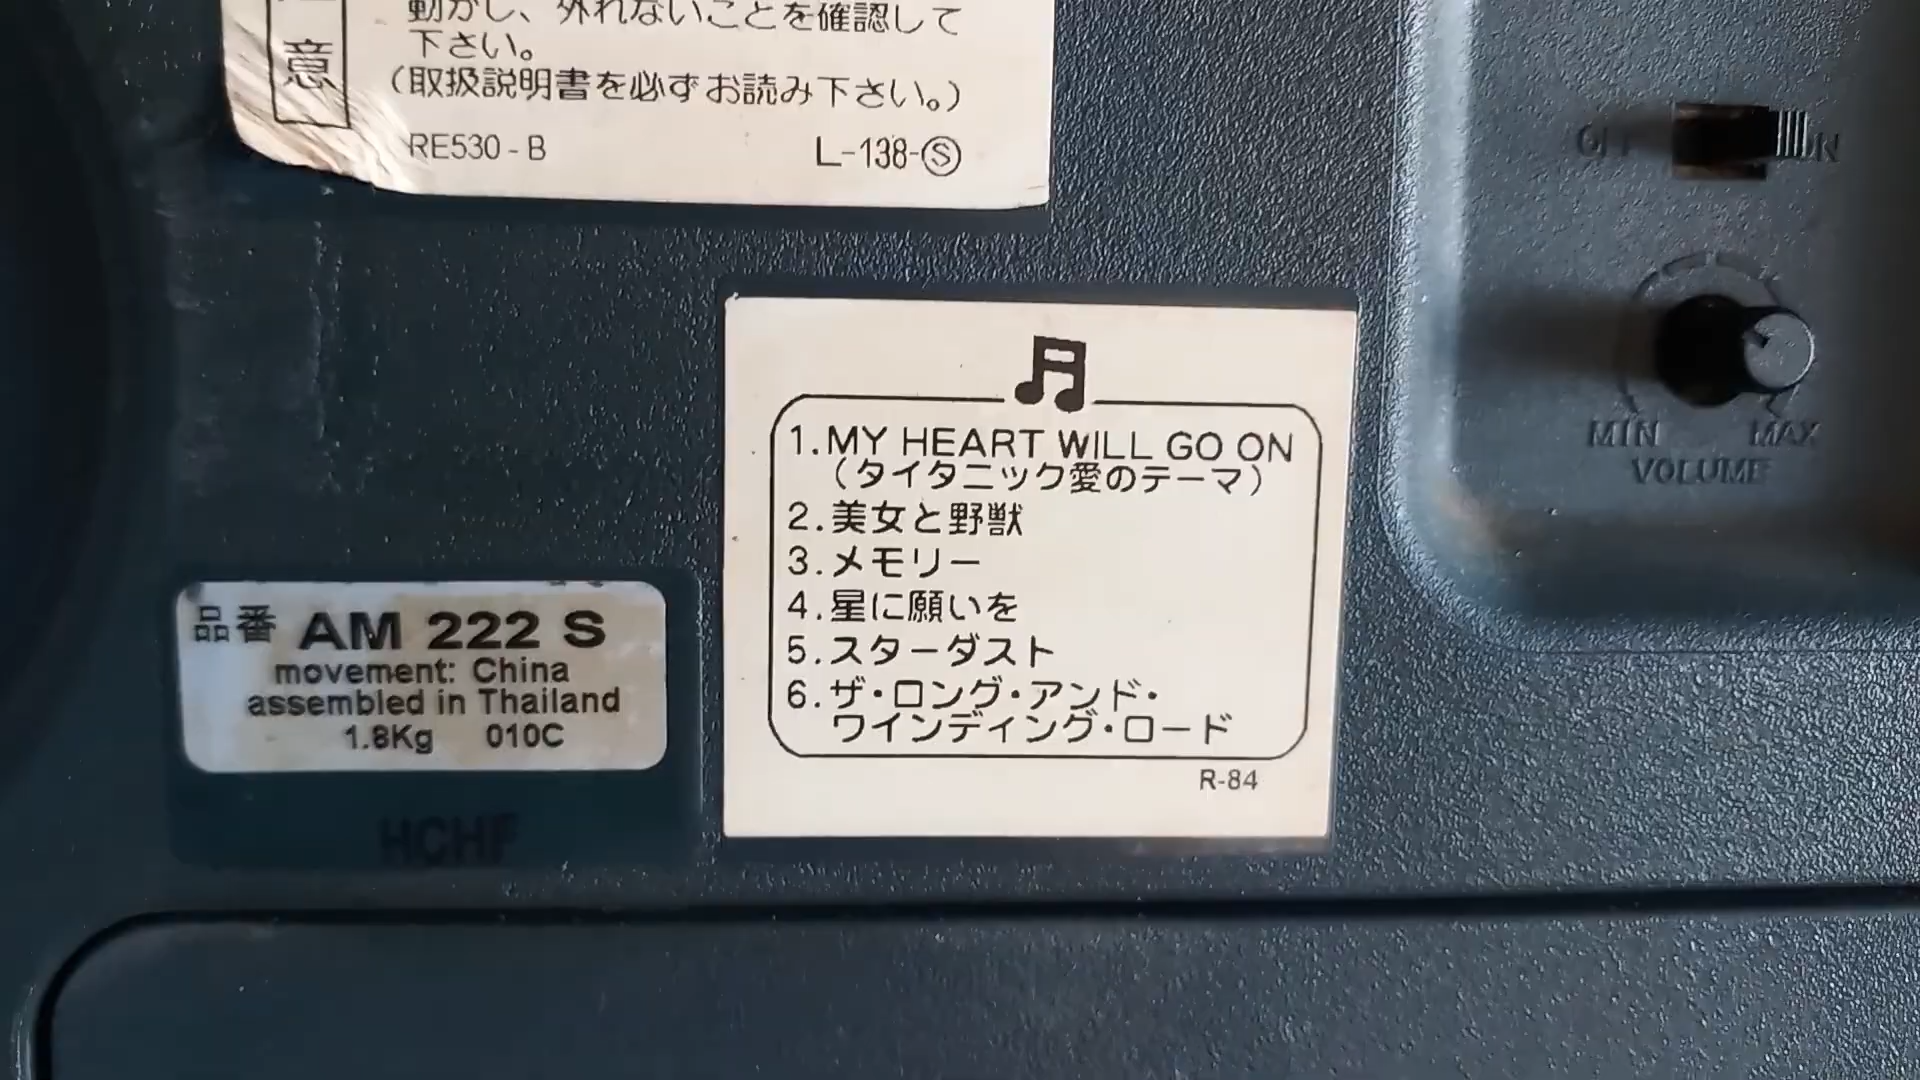 動かし、外れないことを確認して
下さい。
意
（取扱説明書を必ずお読み下さい。）
RE530-B
L-138-Ⓢ
OFF
ON
MIN
MAX
VOLUME
1.MY HEART WILL GO ON
（タイタニック愛のテーマ）
2.美女と野獣
3.メモリー
4.星に願いを
5.スターダスト
6.ザ・ロング・アンド・
ワインディング・ロード
R-84
品番 AM 222 S
movement: China
assembled in Thailand
1.8Kg 010C